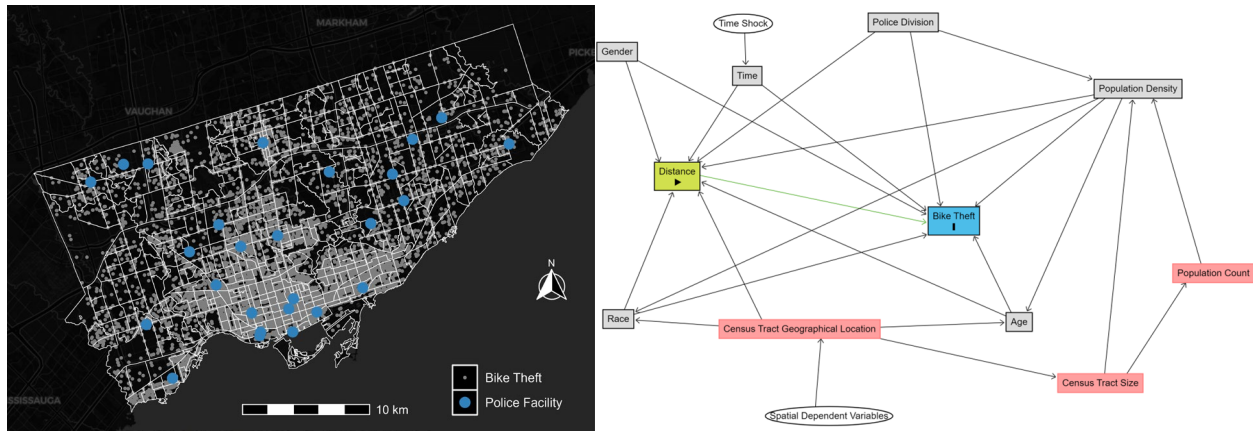 MARKHAM
PICKE
VAUGHAN
N
Bike Theft
Police Facility
10 km
SSISSAUGA
Time Shock
Police Division
Gender
Time
Population Density
Distance
Bike Theft
Population Count
Race
Census Tract Geographical Location
Age
Census Tract Size
Spatial Dependent Variables